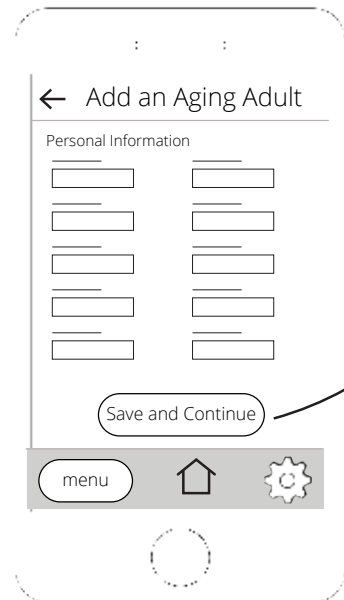 ← Add an Aging Adult
Personal Information
Save and Continue
menu